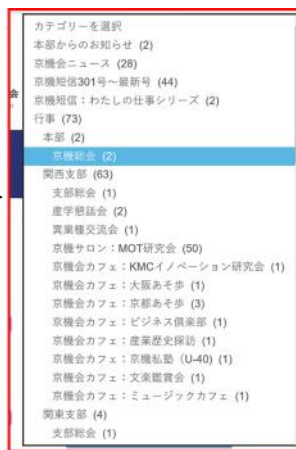 カテゴリーを選択
本部からのお知らせ (2)
京機会ニュース (28)
京機短信301号～最新号 (44)
京機短信：わたしの仕事シリーズ (2)
行事 (73)
本部 (2)
京機総会 (2)
関西支部 (63)
支部総会 (1)
産学懇話会 (2)
異業種交流会 (1)
京機サロン：MOT研究会 (50)
京機会カフェ：KMCイノベーション研究会 (1)
京機会カフェ：大阪あそ歩 (1)
京機会カフェ：京都あそ歩 (3)
京機会カフェ：ビジネス倶楽部 (1)
京機会カフェ：産業歴史探訪 (1)
京機会カフェ：京機私塾（U-40) (1)
京機会カフェ：文楽鑑賞会 (1)
京機会カフェ：ミュージックカフェ (1)
関東支部 (4)
支部総会 (1)
会